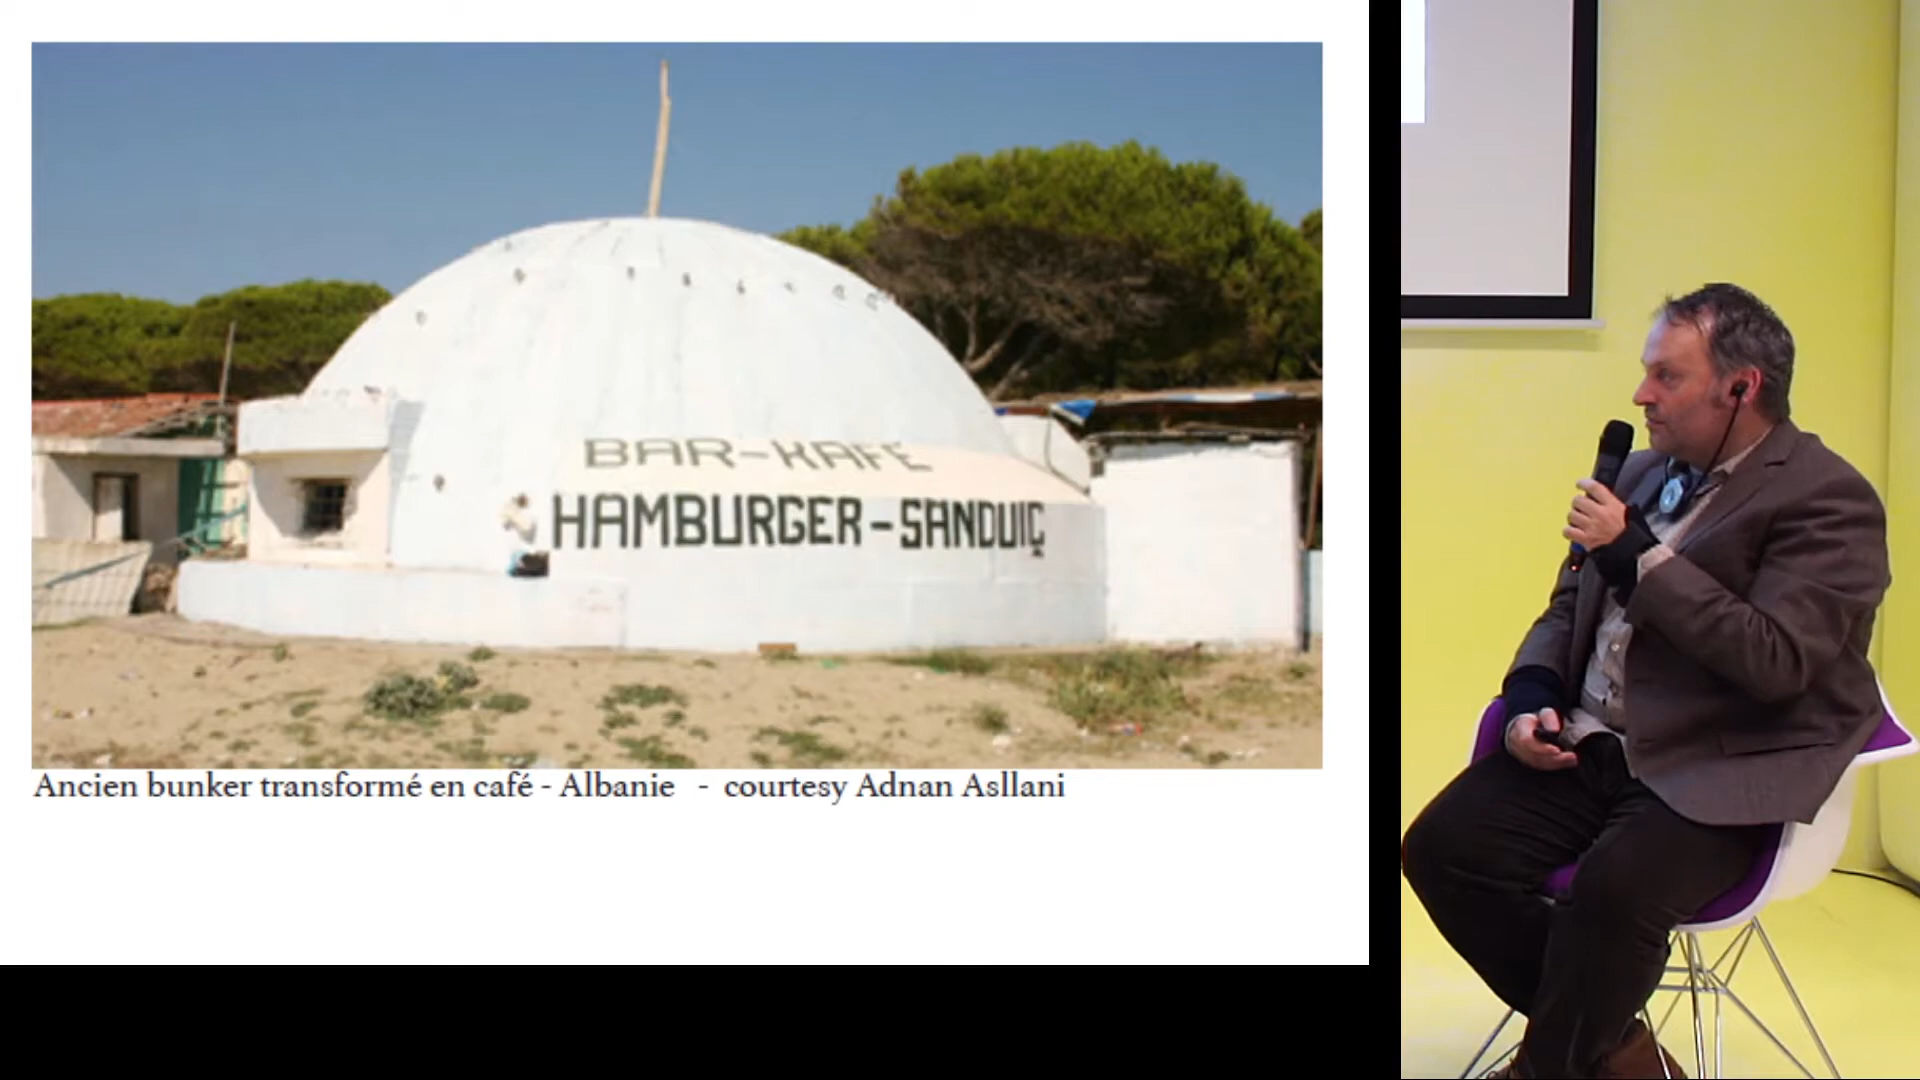 BAR-KAFE
HAMBURGER-SANDUIÇ
Ancien bunker transformé en café - Albanie - courtesy Adnan Asllani